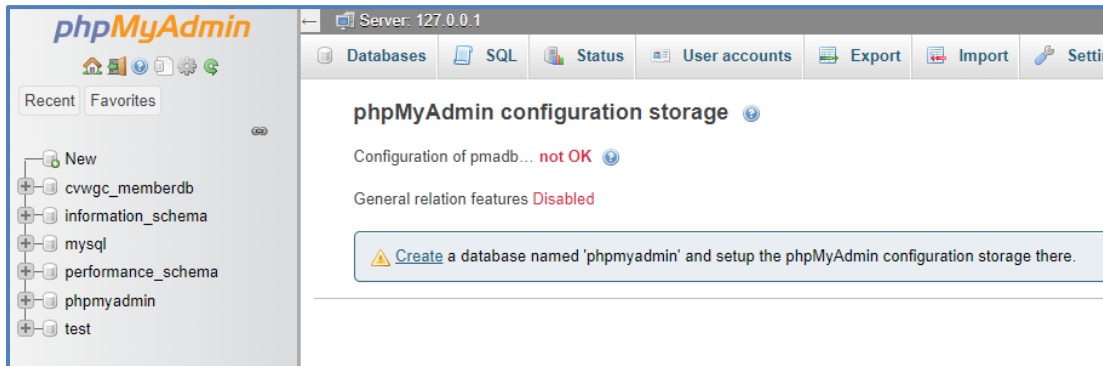 phpMyAdmin
Recent Favorites
New
cvwgc_memberdb
information_schema
mysql
performance_schema
phpmyadmin
test
Server: 127.0.0.1
Databases SQL Status User accounts Export Import Setti
phpMyAdmin configuration storage
Configuration of pmadb... not OK
General relation features Disabled
Create a database named 'phpmyadmin' and setup the phpMyAdmin configuration storage there.